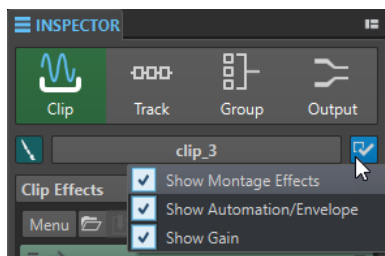 INSPECTOR
Clip Track Group Output
clip_3
Clip Effects
Show Montage Effects
Menu
Show Automation/Envelope
Show Gain